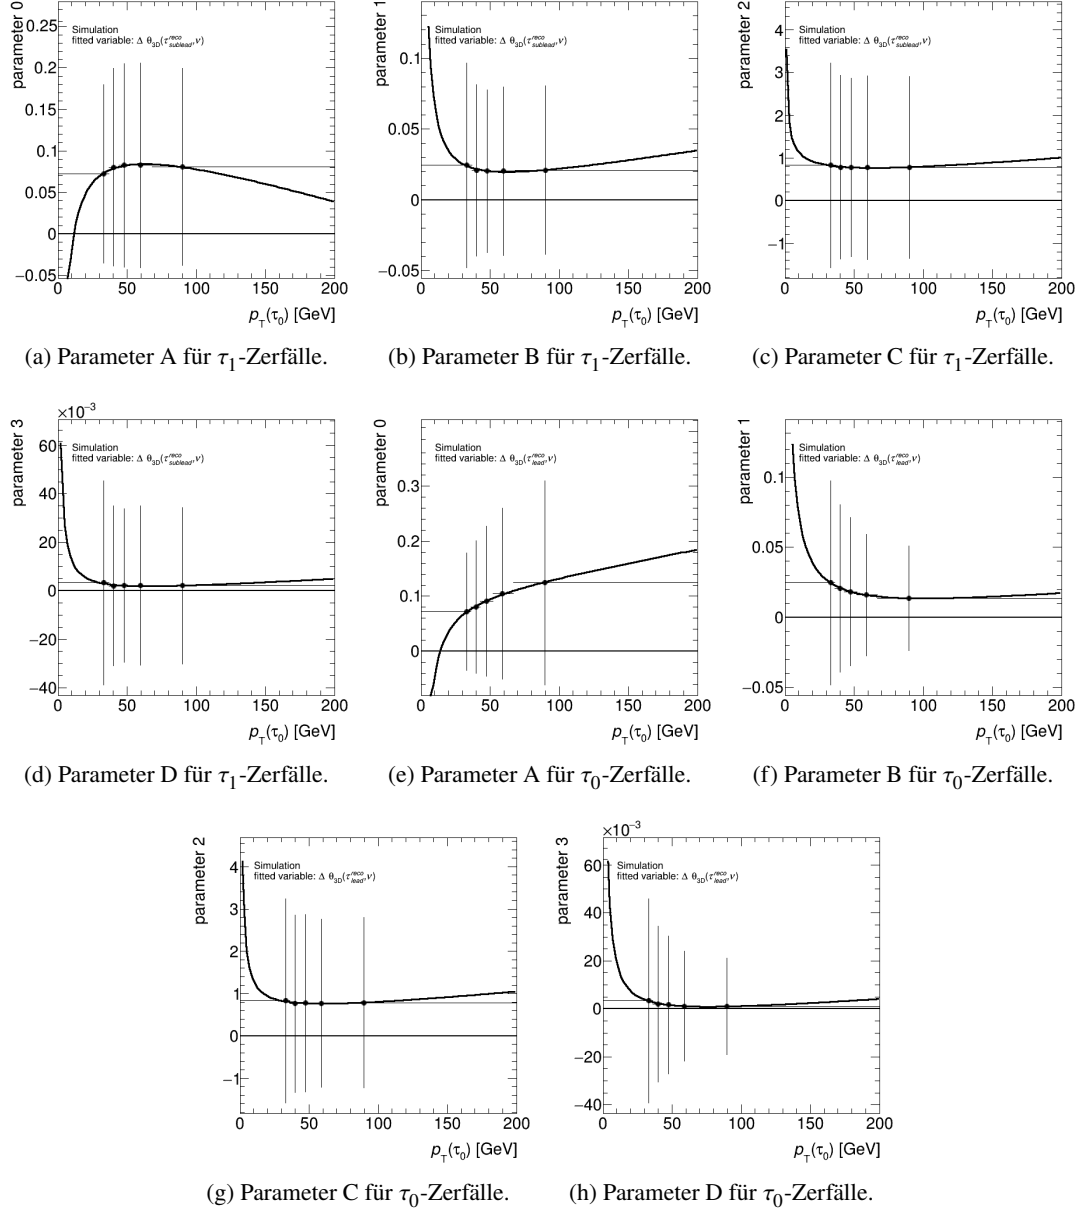 parameter 0
Simulation
fitted variable: Δ θ3D(τ^reco_sublead,ν)
0.25
0.2
0.15
0.1
0.05
0
−0.05
0 50 100 150 200
pT(τ0) [GeV]
(a) Parameter A für τ1-Zerfälle.
parameter 1
Simulation
fitted variable: Δ θ3D(τ^reco_sublead,ν)
0.1
0.05
0
−0.05
0 50 100 150 200
pT(τ0) [GeV]
(b) Parameter B für τ1-Zerfälle.
parameter 2
Simulation
fitted variable: Δ θ3D(τ^reco_sublead,ν)
4
3
2
1
0
−1
0 50 100 150 200
pT(τ0) [GeV]
(c) Parameter C für τ1-Zerfälle.
×10^−3
parameter 3
Simulation
fitted variable: Δ θ3D(τ^reco_sublead,ν)
60
40
20
0
−20
−40
0 50 100 150 200
pT(τ0) [GeV]
(d) Parameter D für τ1-Zerfälle.
parameter 0
Simulation
fitted variable: Δ θ3D(τ^reco_lead,ν)
0.3
0.2
0.1
0
0 50 100 150 200
pT(τ0) [GeV]
(e) Parameter A für τ0-Zerfälle.
parameter 1
Simulation
fitted variable: Δ θ3D(τ^reco_lead,ν)
0.1
0.05
0
−0.05
0 50 100 150 200
pT(τ0) [GeV]
(f) Parameter B für τ0-Zerfälle.
parameter 2
Simulation
fitted variable: Δ θ3D(τ^reco_lead,ν)
4
3
2
1
0
−1
0 50 100 150 200
pT(τ0) [GeV]
(g) Parameter C für τ0-Zerfälle.
×10^−3
parameter 3
Simulation
fitted variable: Δ θ3D(τ^reco_lead,ν)
60
40
20
0
−20
−40
0 50 100 150 200
pT(τ0) [GeV]
(h) Parameter D für τ0-Zerfälle.